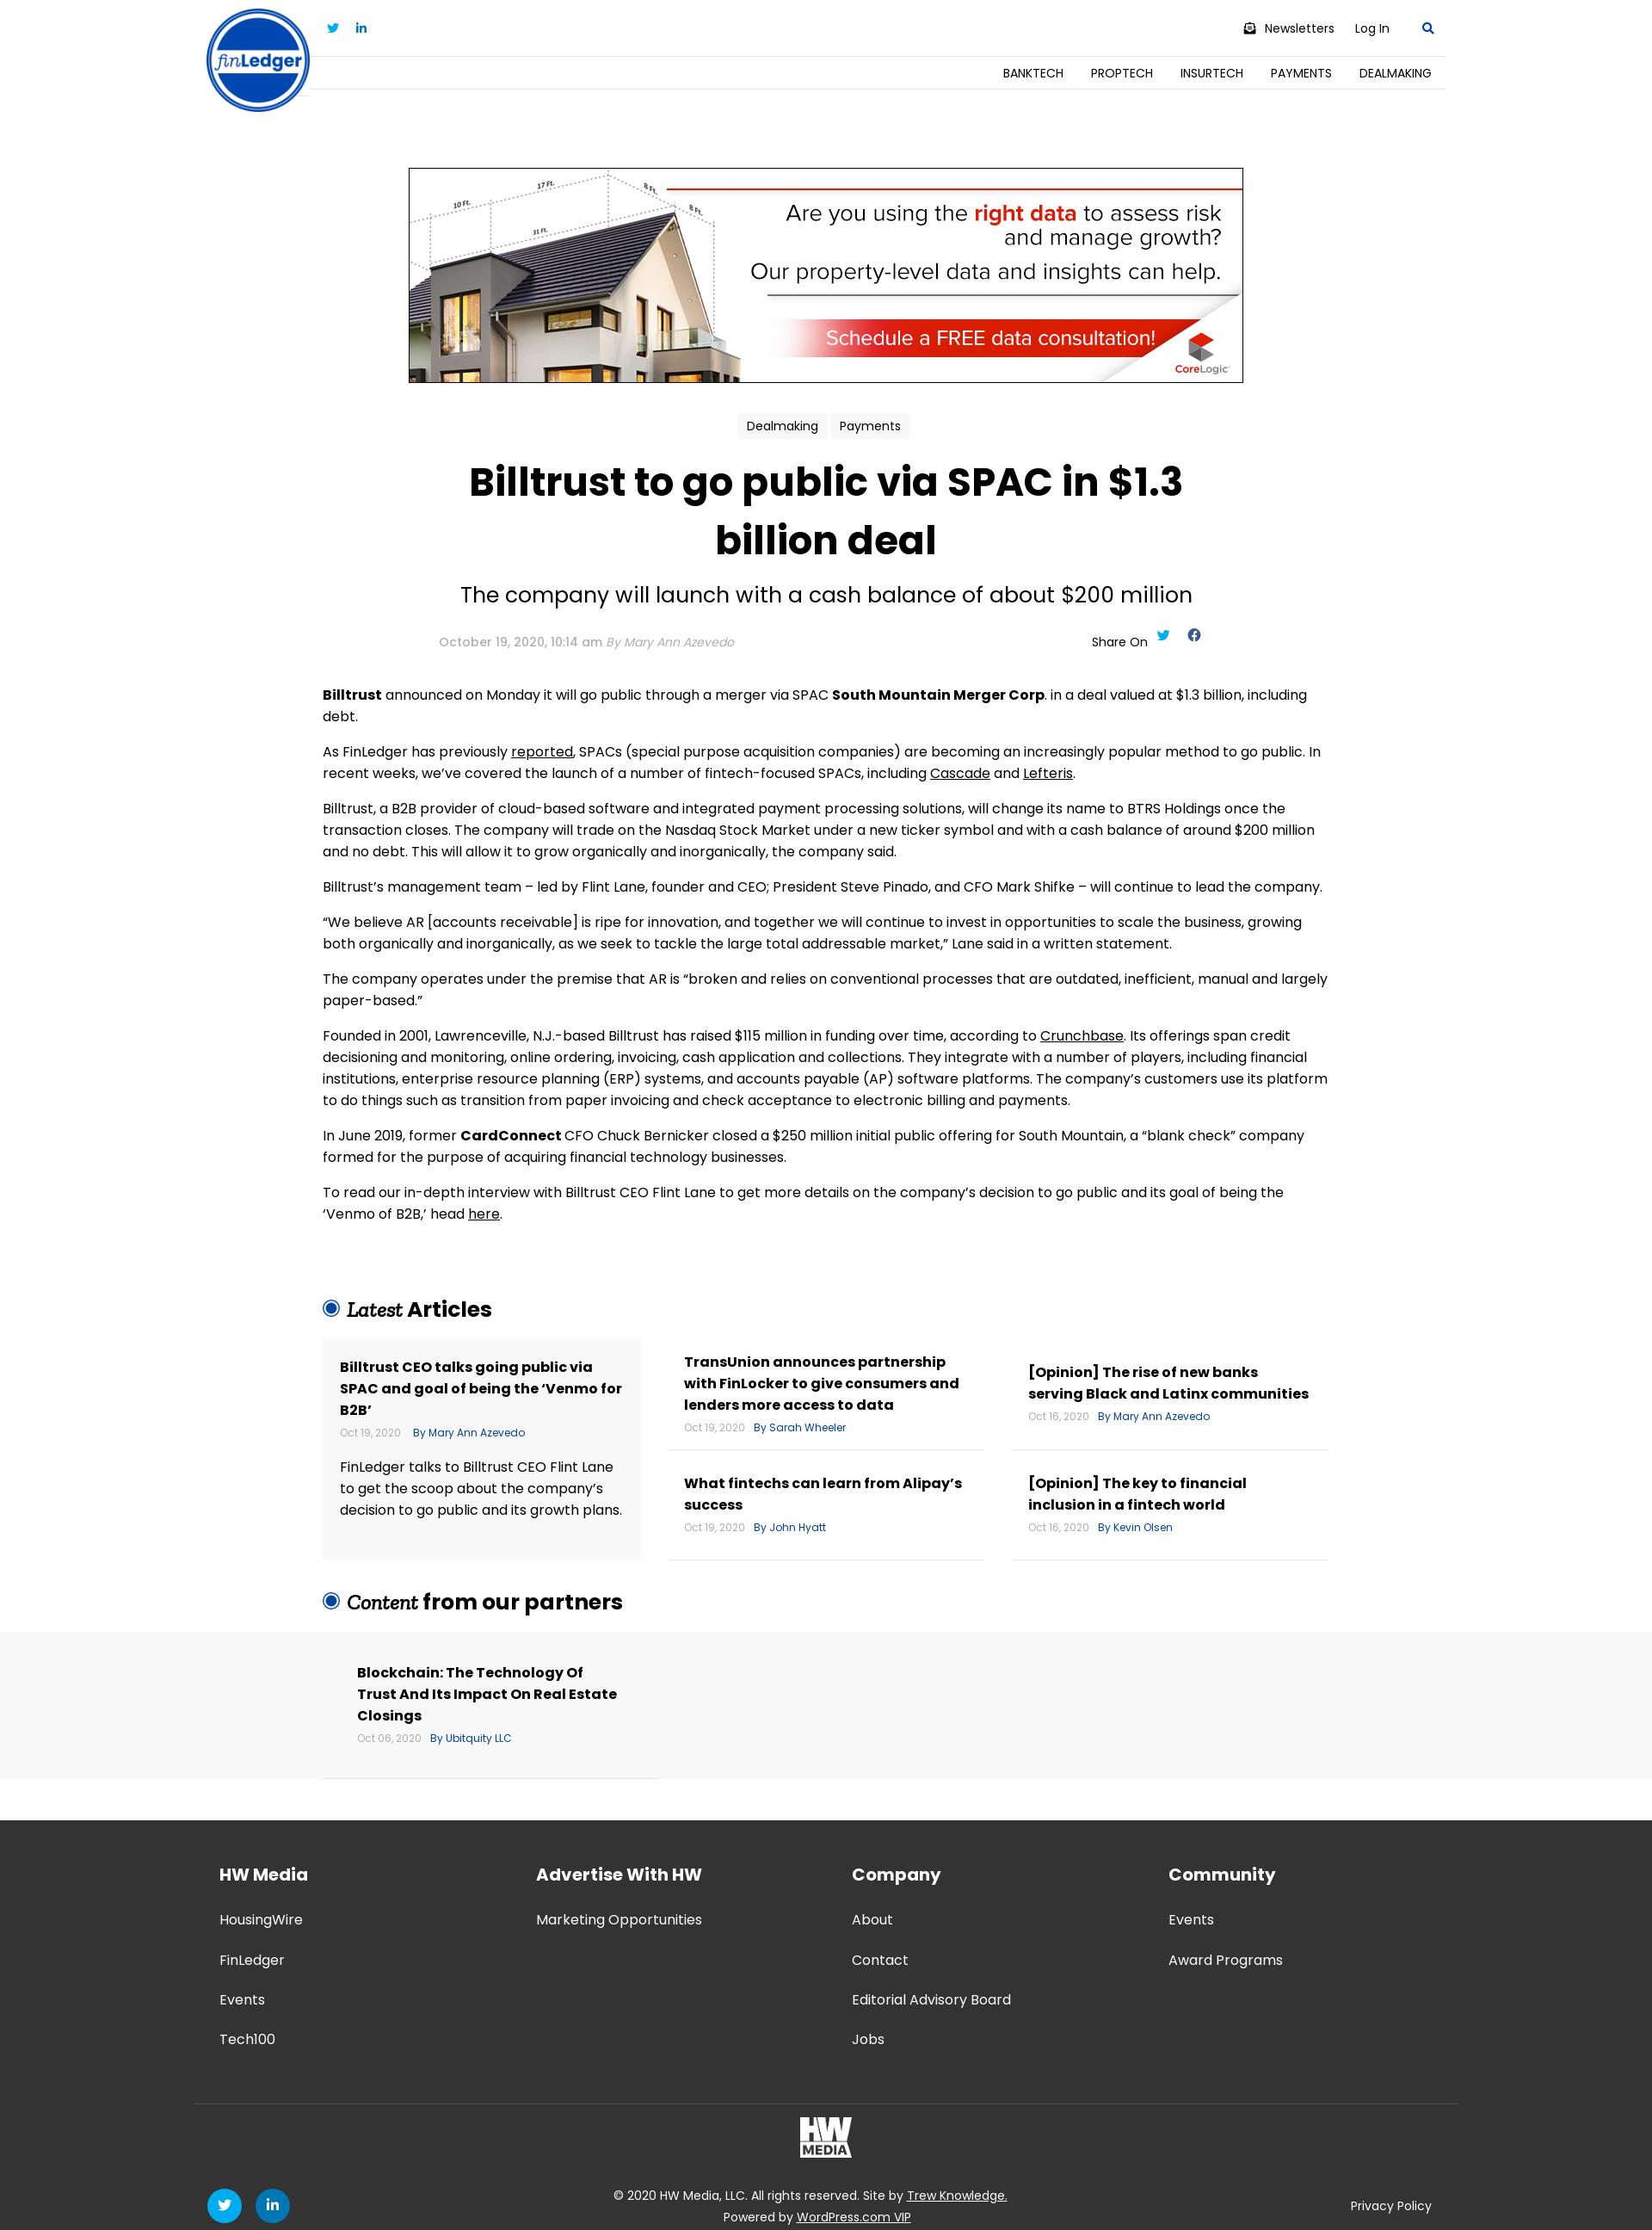 finLedger
Newsletters
Log In
BANKTECH
PROPTECH
INSURTECH
PAYMENTS
DEALMAKING
10 Ft.
17 Ft.
8 Ft.
8 Ft.
31 Ft.
Are you using the right data to assess risk
and manage growth?
Our property-level data and insights can help.
Schedule a FREE data consultation!
CoreLogic
Dealmaking
Payments
Billtrust to go public via SPAC in $1.3
billion deal
The company will launch with a cash balance of about $200 million
October 19, 2020, 10:14 am By Mary Ann Azevedo
Share On
Billtrust announced on Monday it will go public through a merger via SPAC South Mountain Merger Corp. in a deal valued at $1.3 billion, including
debt.
As FinLedger has previously reported, SPACs (special purpose acquisition companies) are becoming an increasingly popular method to go public. In
recent weeks, we’ve covered the launch of a number of fintech-focused SPACs, including Cascade and Lefteris.
Billtrust, a B2B provider of cloud-based software and integrated payment processing solutions, will change its name to BTRS Holdings once the
transaction closes. The company will trade on the Nasdaq Stock Market under a new ticker symbol and with a cash balance of around $200 million
and no debt. This will allow it to grow organically and inorganically, the company said.
Billtrust’s management team – led by Flint Lane, founder and CEO; President Steve Pinado, and CFO Mark Shifke – will continue to lead the company.
“We believe AR [accounts receivable] is ripe for innovation, and together we will continue to invest in opportunities to scale the business, growing
both organically and inorganically, as we seek to tackle the large total addressable market,” Lane said in a written statement.
The company operates under the premise that AR is “broken and relies on conventional processes that are outdated, inefficient, manual and largely
paper-based.”
Founded in 2001, Lawrenceville, N.J.-based Billtrust has raised $115 million in funding over time, according to Crunchbase. Its offerings span credit
decisioning and monitoring, online ordering, invoicing, cash application and collections. They integrate with a number of players, including financial
institutions, enterprise resource planning (ERP) systems, and accounts payable (AP) software platforms. The company’s customers use its platform
to do things such as transition from paper invoicing and check acceptance to electronic billing and payments.
In June 2019, former CardConnect CFO Chuck Bernicker closed a $250 million initial public offering for South Mountain, a “blank check” company
formed for the purpose of acquiring financial technology businesses.
To read our in-depth interview with Billtrust CEO Flint Lane to get more details on the company’s decision to go public and its goal of being the
‘Venmo of B2B,’ head here.
Latest Articles
Billtrust CEO talks going public via
SPAC and goal of being the ‘Venmo for
B2B’
Oct 19, 2020 By Mary Ann Azevedo
FinLedger talks to Billtrust CEO Flint Lane
to get the scoop about the company’s
decision to go public and its growth plans.
TransUnion announces partnership
with FinLocker to give consumers and
lenders more access to data
Oct 19, 2020 By Sarah Wheeler
What fintechs can learn from Alipay’s
success
Oct 19, 2020 By John Hyatt
[Opinion] The rise of new banks
serving Black and Latinx communities
Oct 16, 2020 By Mary Ann Azevedo
[Opinion] The key to financial
inclusion in a fintech world
Oct 16, 2020 By Kevin Olsen
Content from our partners
Blockchain: The Technology Of
Trust And Its Impact On Real Estate
Closings
Oct 06, 2020 By Ubitquity LLC
HW Media
HousingWire
FinLedger
Events
Tech100
Advertise With HW
Marketing Opportunities
Company
About
Contact
Editorial Advisory Board
Jobs
Community
Events
Award Programs
HW
MEDIA
© 2020 HW Media, LLC. All rights reserved. Site by Trew Knowledge.
Powered by WordPress.com VIP
Privacy Policy